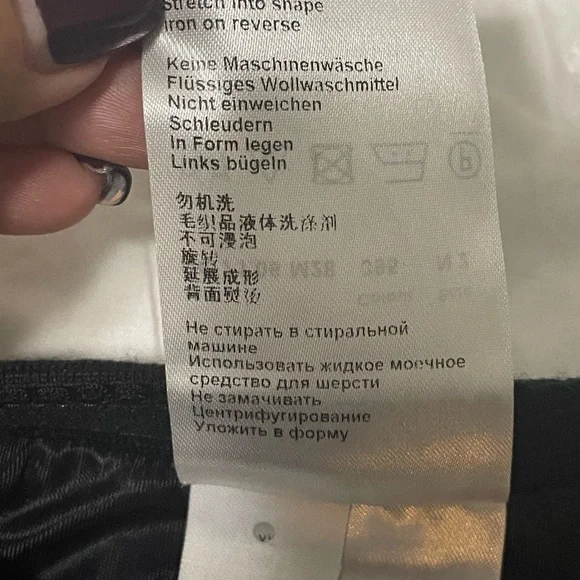 Stretch into shape
Iron on reverse
Keine Maschinenwäsche
Flüssiges Wollwaschmittel
Nicht einweichen
Schleudern
In Form legen
Links bügeln
勿机洗
毛织品液体洗涤剂
不可浸泡
旋转
延展成形
背面熨烫
Не стирать в стиральной
машине
Использовать жидкое моечное
средство для шерсти
Не замачивать
Центрифугирование
Уложить в форму